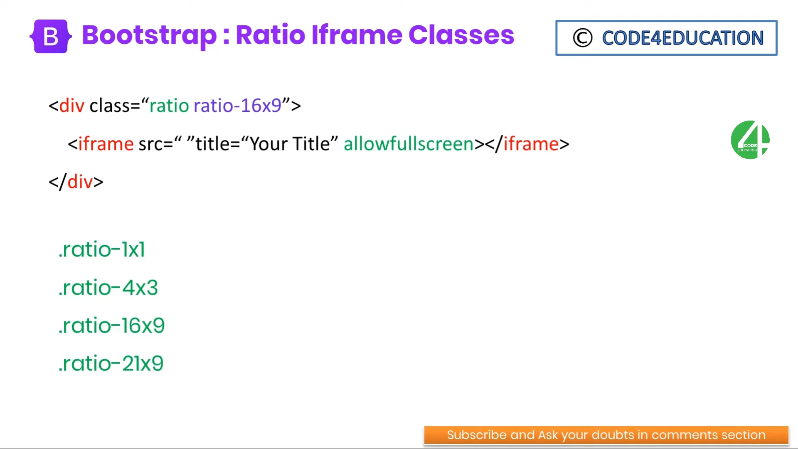 B Bootstrap : Ratio Iframe Classes
© CODE4EDUCATION
<div class=“ratio ratio-16x9”>
<iframe src=“ ”title=“Your Title” allowfullscreen></iframe>
</div>
4
.ratio-1x1
.ratio-4x3
.ratio-16x9
.ratio-21x9
Subscribe and Ask your doubts in comments section